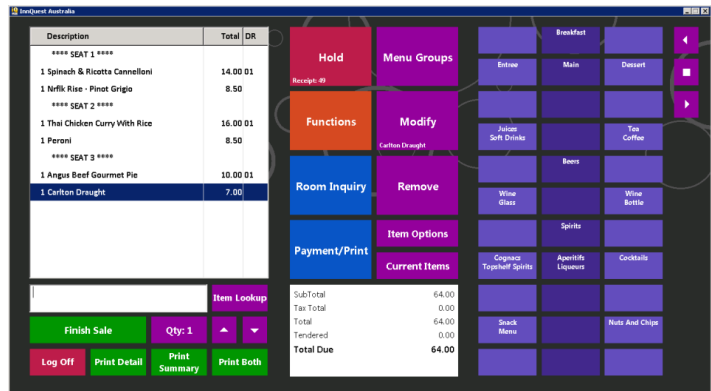 InnQuest Australia
Description Total DR
**** SEAT 1 ****
1 Spinach & Ricotta Cannelloni 14.00 01
1 Nrflk Rise - Pinot Grigio 8.50
**** SEAT 2 ****
1 Thai Chicken Curry With Rice 16.00 01
1 Peroni 8.50
**** SEAT 3 ****
1 Angus Beef Gourmet Pie 10.00 01
1 Carlton Draught 7.00
Item Lookup
Finish Sale
Qty: 1
Log Off
Print Detail
Print
Summary
Print Both
Hold
Receipt: 49
Menu Groups
Functions
Modify
Carlton Draught
Room Inquiry
Remove
Payment/Print
Item Options
Current Items
SubTotal 64.00
Tax Total 0.00
Total 64.00
Tendered 0.00
Total Due 64.00
Breakfast
Entree
Main
Dessert
Juices
Soft Drinks
Tea
Coffee
Beers
Wine
Glass
Wine
Bottle
Spirits
Cognacs
Topshelf Spirits
Aperitifs
Liqueurs
Cocktails
Snack
Menu
Nuts And Chips